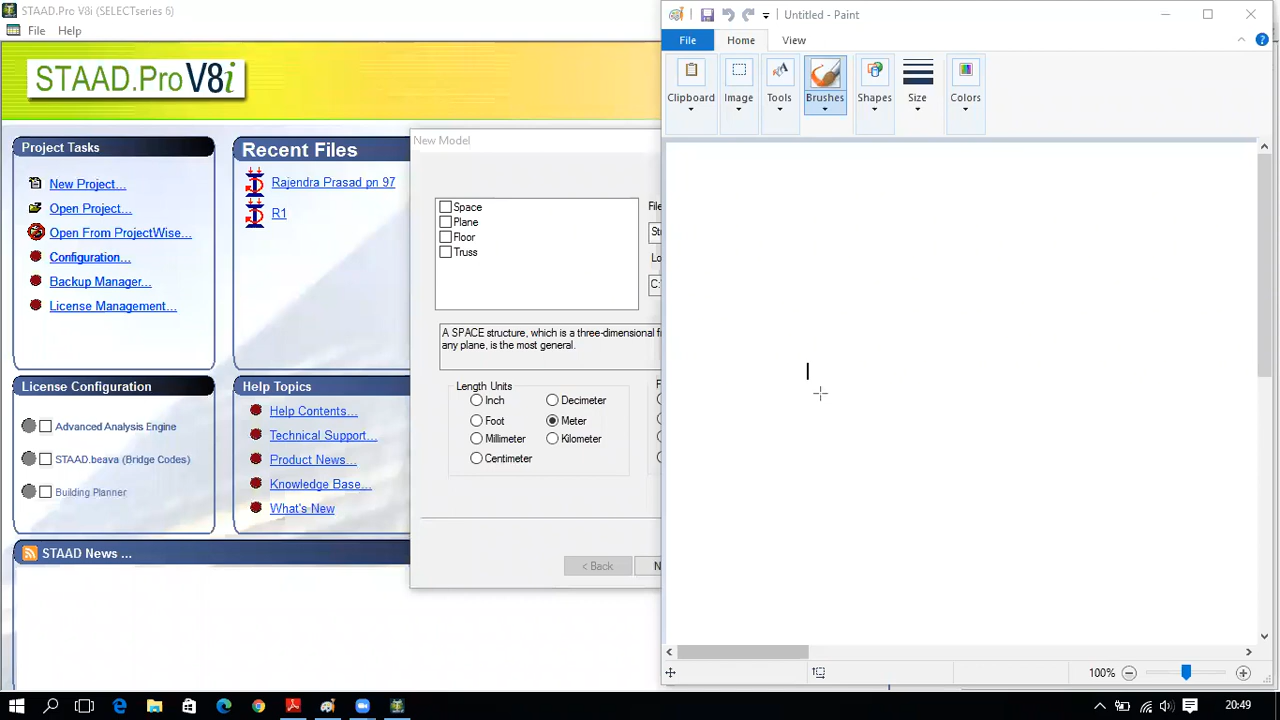 STAAD.Pro V8i (SELECTseries 6)
File Help
STAAD.Pro V8i
Project Tasks
New Project...
Open Project...
Open From ProjectWise...
Configuration...
Backup Manager...
License Management...
Recent Files
Rajendra Prasad pn 97
R1
License Configuration
Advanced Analysis Engine
STAAD.beava (Bridge Codes)
Building Planner
Help Topics
Help Contents...
Technical Support...
Product News...
Knowledge Base...
What's New
STAAD News ...
New Model
Space
Plane
Floor
Truss
A SPACE structure, which is a three-dimensional
any plane, is the most general.
Length Units
Inch Decimeter
Foot Meter
Millimeter Kilometer
Centimeter
< Back
C:
Untitled - Paint
File Home View
Clipboard Image Tools Brushes Shapes Size Colors
100%
20:49